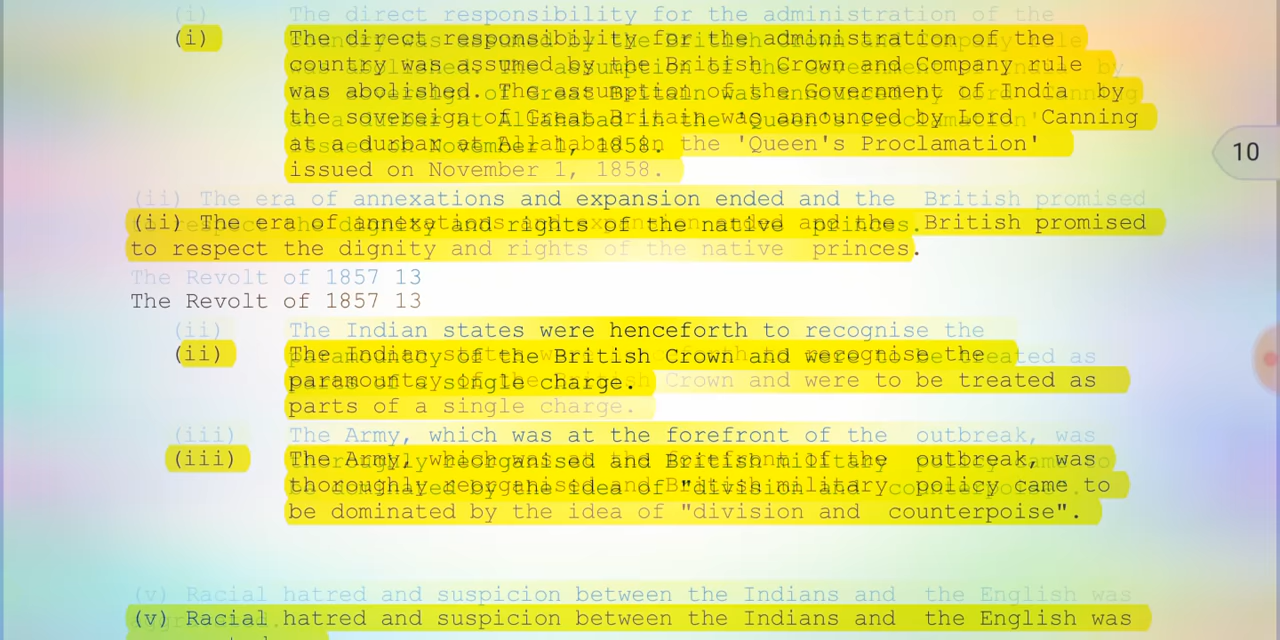 (i) The direct responsibility for the administration of the
country was assumed by the British Crown and Company rule
was abolished. The assumption of the Government of India by
the sovereign of Great Britain was announced by Lord 'Canning
at a durbar at Allahabad in the 'Queen's Proclamation'
issued on November 1, 1858.
10
(ii) The era of annexations and expansion ended and the British promised
to respect the dignity and rights of the native princes.
The Revolt of 1857 13
(ii) The Indian states were henceforth to recognise the
paramountcy of the British Crown and were to be treated as
parts of a single charge.
(iii) The Army, which was at the forefront of the outbreak, was
thoroughly reorganised and British military policy came to
be dominated by the idea of "division and counterpoise".
(v) Racial hatred and suspicion between the Indians and the English was